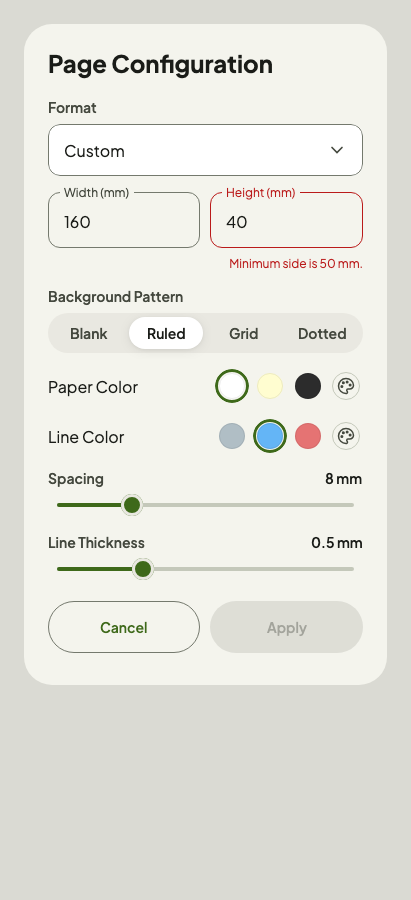 Page Configuration
Format
Custom
Width (mm) Height (mm)
160 40
Minimum side is 50 mm.
Background Pattern
Blank Ruled Grid Dotted
Paper Color
Line Color
Spacing 8 mm
Line Thickness 0.5 mm
Cancel Apply